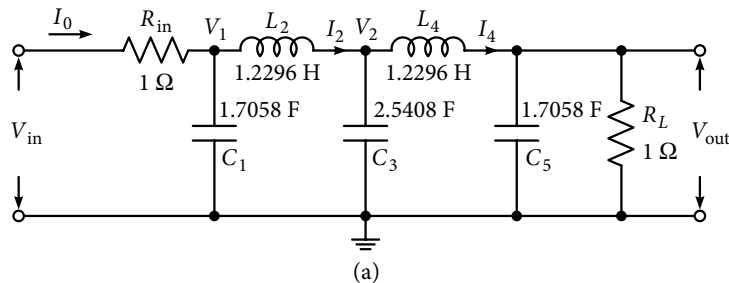 I0
Rin
V1
L2
I2
V2
L4
I4
1 Ω
1.2296 H
1.2296 H
1.7058 F
2.5408 F
1.7058 F
RL
Vin
1 Ω
Vout
C1
C3
C5
(a)